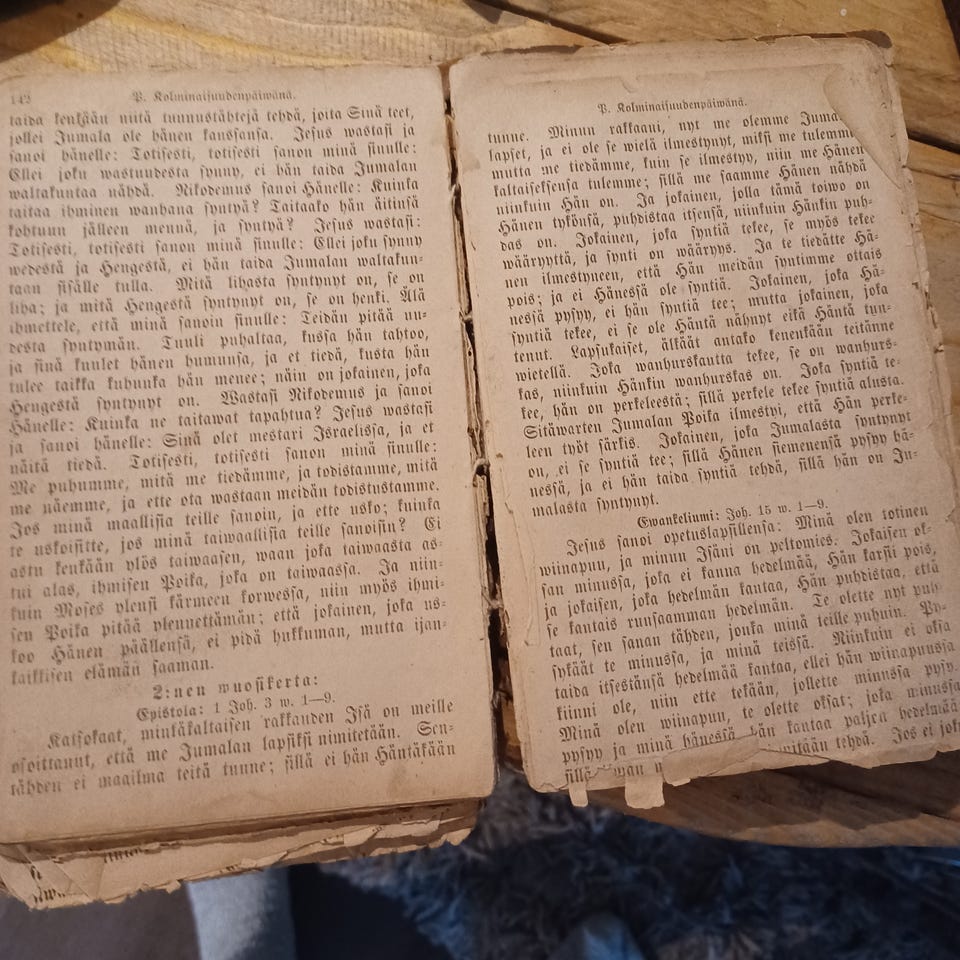 142
P. Kolminaisuudenpäiwänä.
taida kenkään niitä tunnustähtejä tehdä, joita Sinä teet,
jollei Jumala ole hänen kanssansa. Jesus wastasi ja
sanoi hänelle: Totisesti, totisesti sanon minä sinulle:
Ellei joku wastuudesta synny, ei hän taida Jumalan
waltakuntaa nähdä. Nikodemus sanoi Hänelle: Kuinka
taitaa ihminen wanhana syntyä? Taitaako hän äitinsä
kohtuun jälleen mennä, ja syntyä? Jesus wastasi:
Totisesti, totisesti sanon minä sinulle: Ellei joku synny
wedestä ja Hengestä, ei hän taida Jumalan waltakun-
taan sisälle tulla. Mitä lihasta syntynyt on, se on
liha; ja mitä Hengestä syntynyt on, se on henki. Älä
ihmettele, että minä sanoin sinulle: Teidän pitää uu-
desta syntymän. Tuuli puhaltaa, kussa hän tahtoo,
ja sinä kuulet hänen humunsa, ja et tiedä, kusta hän
tulee taikka kuhunka hän menee; näin on jokainen, joka
Hengestä syntynyt on. Wastasi Nikodemus ja sanoi
Hänelle: Kuinka ne taitawat tapahtua? Jesus wastasi
ja sanoi hänelle: Sinä olet mestari Israelissa, ja et
näitä tiedä. Totisesti, totisesti sanon minä sinulle:
Me puhumme, mitä me tiedämme, ja todistamme, mitä
me näemme, ja ette ota wastaan meidän todistustamme.
Jos minä maallisia teille sanoin, ja ette usko; kuinka
te uskoisitte, jos minä taiwaallisia teille sanoisin? Ei
astu kenkään ylös taiwaasen, waan joka taiwaasta as-
tui alas, ihmisen Poika, joka on taiwaassa. Ja niin-
kuin Moses ylensi kärmeen korwessa, niin myös ihmi-
sen Poika pitää ylennettämän; että jokainen, joka us-
koo Hänen päällensä, ei pidä hukkuman, mutta ijan-
kaikkisen elämän saaman.
2:nen wuosikerta:
Epistola: 1 Joh. 3 w. 1—9.
Katsokaat, minkäkaltaisen rakkauden Isä on meille
osoittanut, että me Jumalan lapsiksi nimitetään. Sen-
tähden ei maailma teitä tunne; sillä ei hän Häntäkään
P. Kolminaisuudenpäiwänä.
tunne. Minun rakkaani, nyt me olemme Juma
lapset, ja ei ole se wielä ilmestynyt, miksi me tulemme
mutta me tiedämme, kuin se ilmestyy, niin me Hänen
kaltaiseksensa tulemme; sillä me saamme Hänen nähdä
niinkuin Hän on. Ja jokainen, jolla tämä toiwo on
Hänen tykönsä, puhdistaa itsensä, niinkuin Hänkin puh-
das on. Jokainen, joka syntiä tekee, se myös tekee
wääryyttä, ja synti on wääryys. Ja te tiedätte Hä-
nen ilmestyneen, että Hän meidän syntimme ottais
pois; ja ei Hänessä ole syntiä. Jokainen, joka Hä-
nessä pysyy, ei hän syntiä tee; mutta jokainen, joka
syntiä tekee, ei se ole Häntä nähnyt eikä Häntä tun-
tenut. Lapsukaiset, älkäät antako kenenkään teitänne
wietellä. Joka wanhurskautta tekee, se on wanhurs-
kas, niinkuin Hänkin wanhurskas on. Joka syntiä te-
kee, hän on perkeleestä; sillä perkele tekee syntiä alusta.
Sitäwarten Jumalan Poika ilmestyi, että Hän perke-
leen työt särkis. Jokainen, joka Jumalasta syntynyt
on, ei se syntiä tee; sillä Hänen siemenensä pysyy hä-
nessä, ja ei hän taida syntiä tehdä, sillä hän on Ju-
malasta syntynyt.
Ewankeliumi: Joh. 15 w. 1—9.
Jesus sanoi opetuslapsillensa: Minä olen totinen
wiinapuu, ja minun Isäni on peltomies. Jokaisen ok-
san minussa, joka ei kanna hedelmää, Hän karsii pois,
ja jokaisen, joka hedelmän kantaa, Hän puhdistaa, että
se kantais runsaamman hedelmän. Te olette nyt puh-
taat, sen sanan tähden, jonka minä teille puhuin. Py-
sykäät te minussa, ja minä teissä. Niinkuin ei oksa
taida itsestänsä hedelmää kantaa, ellei hän wiinapuussa
kiinni ole, niin ette tekään, jollette minussa pysy.
Minä olen wiinapuu, te olette oksat; joka minussa
pysyy ja minä hänessä, hän kantaa paljon hedelmää
sillä tehdä. Jos ei joku